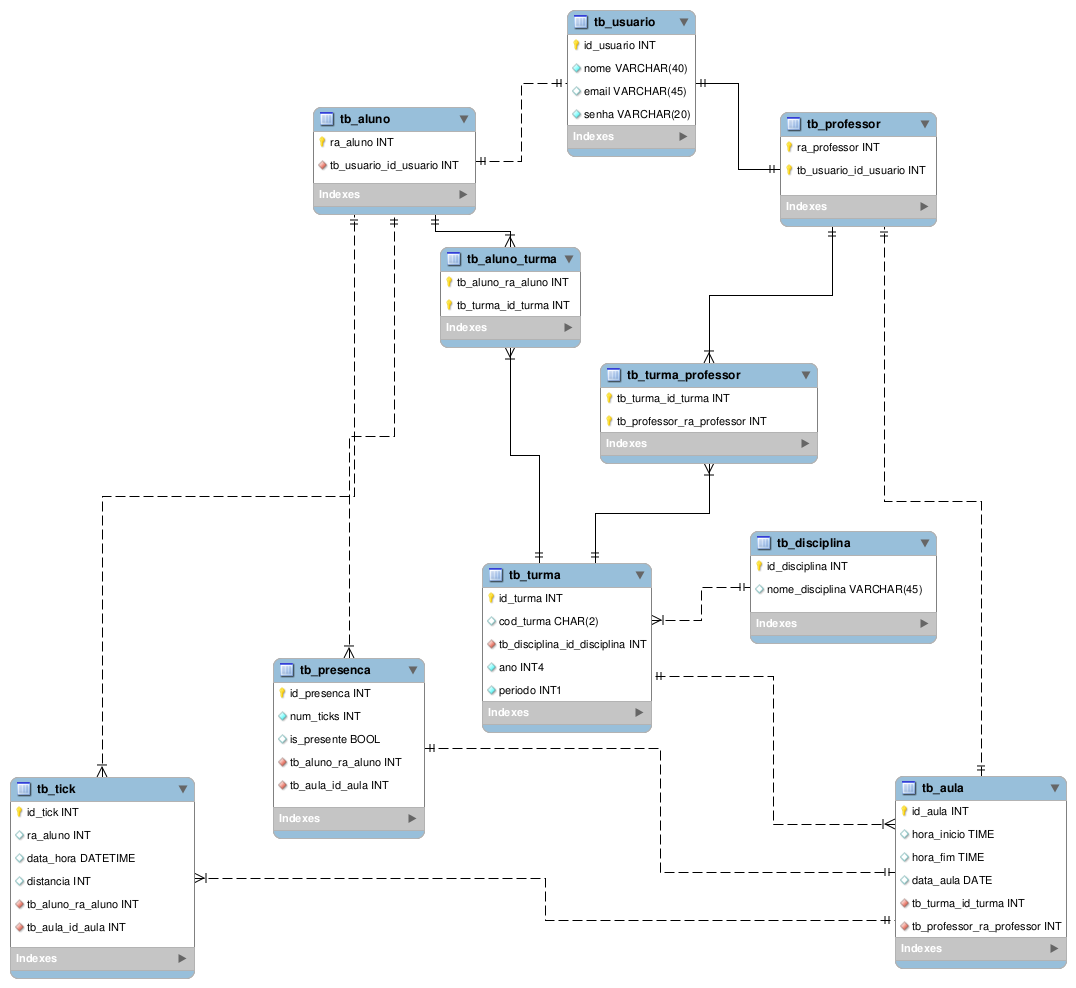 tb_usuario
id_usuario INT
nome VARCHAR(40)
email VARCHAR(45)
senha VARCHAR(20)
Indexes
tb_aluno
ra_aluno INT
tb_usuario_id_usuario INT
Indexes
tb_professor
ra_professor INT
tb_usuario_id_usuario INT
Indexes
tb_aluno_turma
tb_aluno_ra_aluno INT
tb_turma_id_turma INT
Indexes
tb_turma_professor
tb_turma_id_turma INT
tb_professor_ra_professor INT
Indexes
tb_disciplina
id_disciplina INT
nome_disciplina VARCHAR(45)
Indexes
tb_turma
id_turma INT
cod_turma CHAR(2)
tb_disciplina_id_disciplina INT
ano INT4
periodo INT1
Indexes
tb_presenca
id_presenca INT
num_ticks INT
is_presente BOOL
tb_aluno_ra_aluno INT
tb_aula_id_aula INT
Indexes
tb_tick
id_tick INT
ra_aluno INT
data_hora DATETIME
distancia INT
tb_aluno_ra_aluno INT
tb_aula_id_aula INT
Indexes
tb_aula
id_aula INT
hora_inicio TIME
hora_fim TIME
data_aula DATE
tb_turma_id_turma INT
tb_professor_ra_professor INT
Indexes